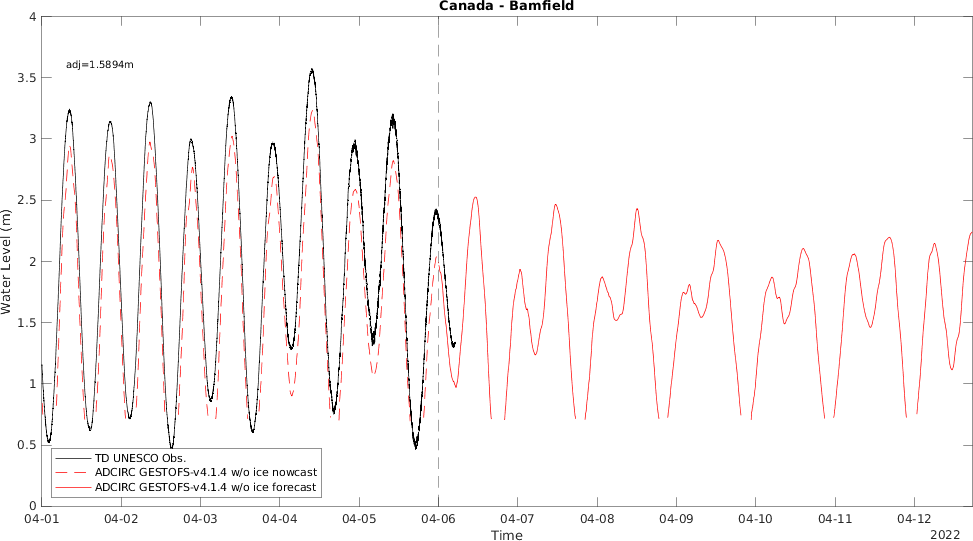 Canada - Bamfield
4
adj=1.5894m
3.5
3
2.5
2
1.5
1
0.5
0
Water Level (m)
TD UNESCO Obs.
ADCIRC GESTOFS-v4.1.4 w/o ice nowcast
ADCIRC GESTOFS-v4.1.4 w/o ice forecast
04-01 04-02 04-03 04-04 04-05 04-06 04-07 04-08 04-09 04-10 04-11 04-12
Time
2022